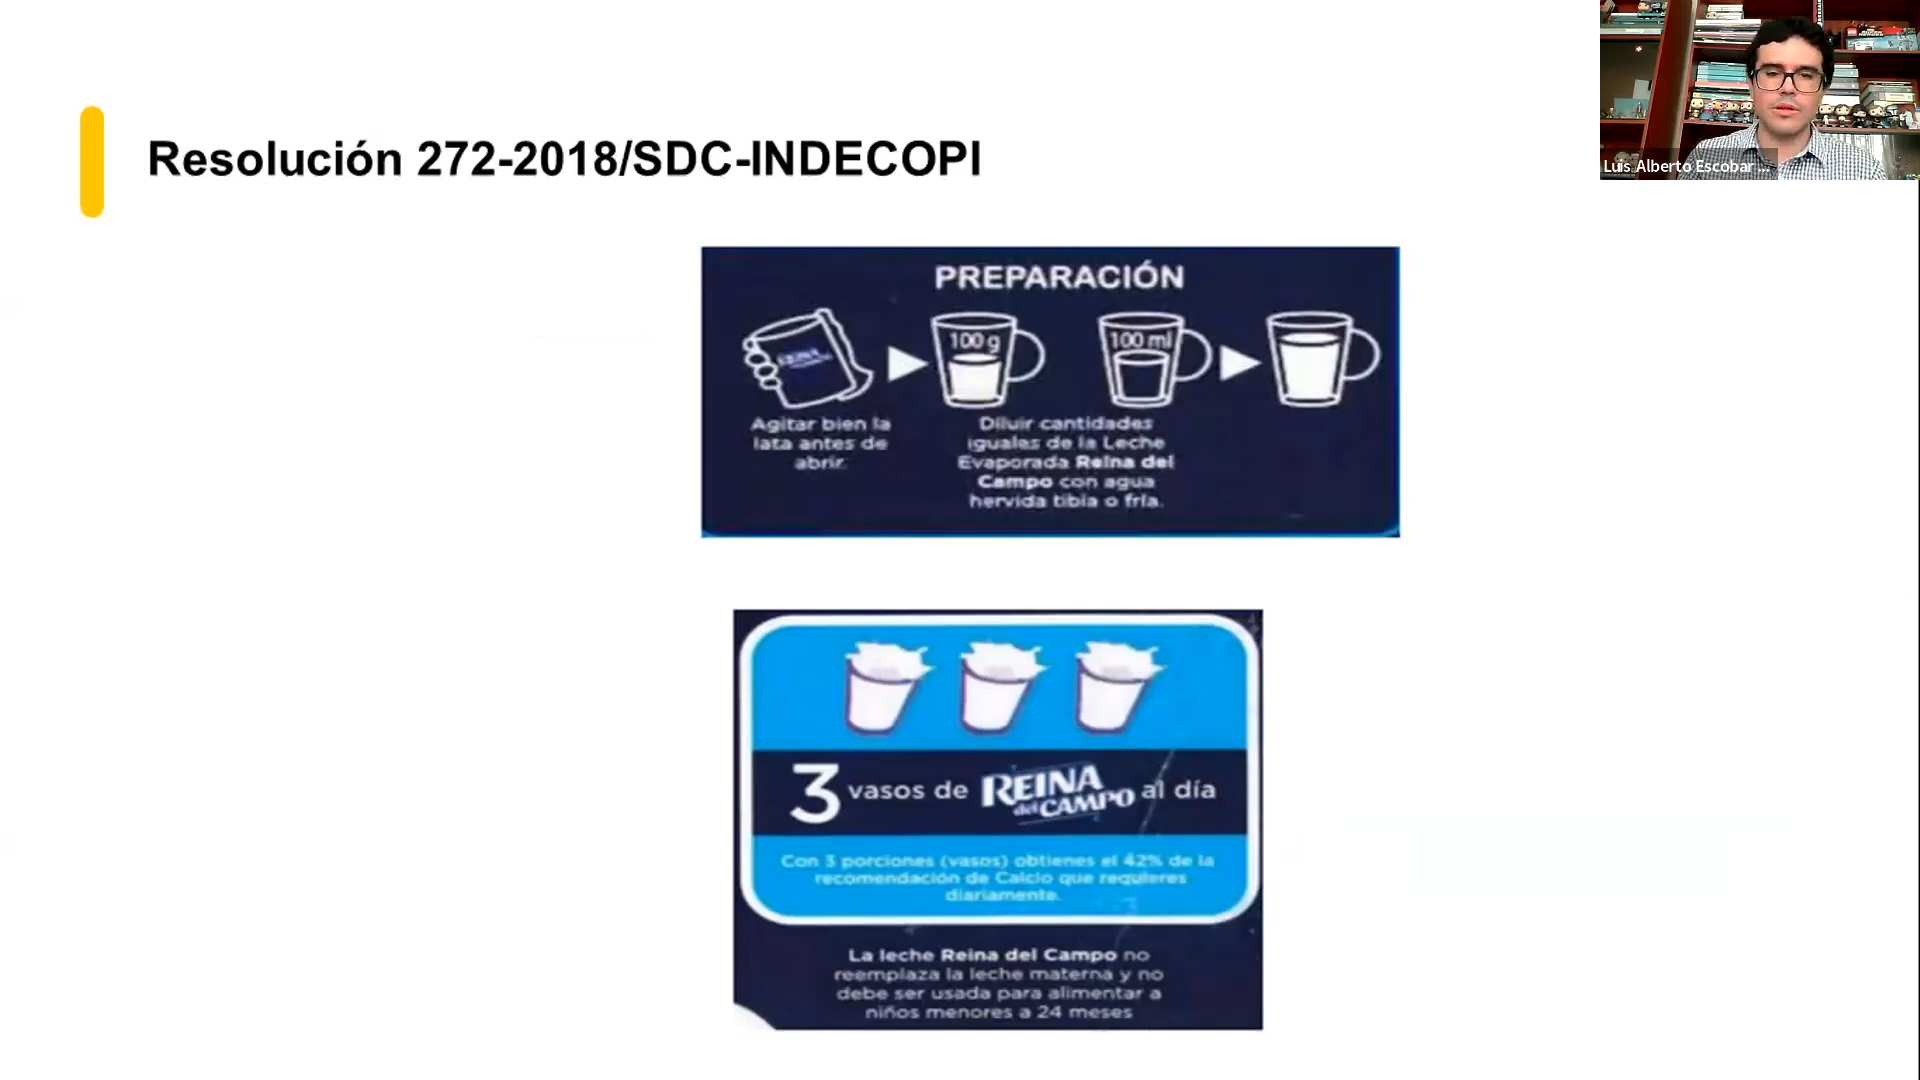 Luis Alberto Escobar ...
Resolución 272-2018/SDC-INDECOPI
PREPARACIÓN
REINA
100 g
100 ml
Agitar bien la
lata antes de
abrir.
Diluir cantidades
iguales de la Leche
Evaporada Reina del
Campo con agua
hervida tibia o fría.
3 vasos de REINA del CAMPO al día
Con 3 porciones (vasos) obtienes el 42% de la
recomendación de Calcio que requieres
diariamente.
La leche Reina del Campo no
reemplaza la leche materna y no
debe ser usada para alimentar a
niños menores a 24 meses